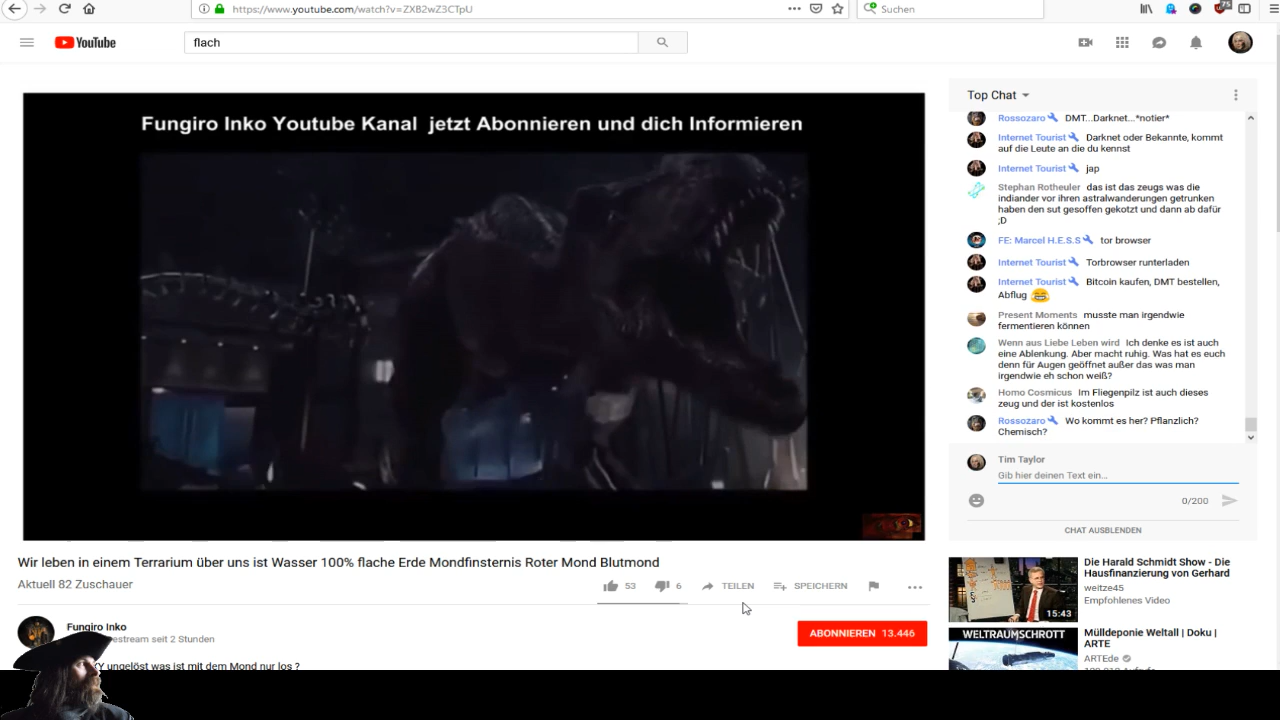 https://www.youtube.com/watch?v=ZXB2wZ3CTpU
Suchen
75
YouTube
flach
Fungiro Inko Youtube Kanal jetzt Abonnieren und dich Informieren
Wir leben in einem Terrarium über uns ist Wasser 100% flache Erde Mondfinsternis Roter Mond Blutmond
Aktuell 82 Zuschauer
53
6
TEILEN
SPEICHERN
Fungiro Inko
estream seit 2 Stunden
ABONNIEREN 13.446
Y ungelöst was ist mit dem Mond nur los ?
Top Chat
Rossozaro DMT...Darknet...*notier*
Internet Tourist Darknet oder Bekannte, kommt
auf die Leute an die du kennst
Internet Tourist jap
Stephan Rotheuler das ist das zeugs was die
indiander vor ihren astralwanderungen getrunken
haben den sut gesoffen gekotzt und dann ab dafür
;D
FE: Marcel H.E.S.S tor browser
Internet Tourist Torbrowser runterladen
Internet Tourist Bitcoin kaufen, DMT bestellen,
Abflug 😂
Present Moments musste man irgendwie
fermentieren können
Wenn aus Liebe Leben wird Ich denke es ist auch
eine Ablenkung. Aber macht ruhig. Was hat es euch
denn für Augen geöffnet außer das was man
irgendwie eh schon weiß?
Homo Cosmicus Im Fliegenpilz ist auch dieses
zeug und der ist kostenlos
Rossozaro Wo kommt es her? Pflanzlich?
Chemisch?
Tim Taylor
Gib hier deinen Text ein...
0/200
CHAT AUSBLENDEN
15:43
Die Harald Schmidt Show - Die
Hausfinanzierung von Gerhard
weitze45
Empfohlenes Video
WELTRAUMSCHROTT
Mülldeponie Weltall | Doku |
ARTE
ARTEde